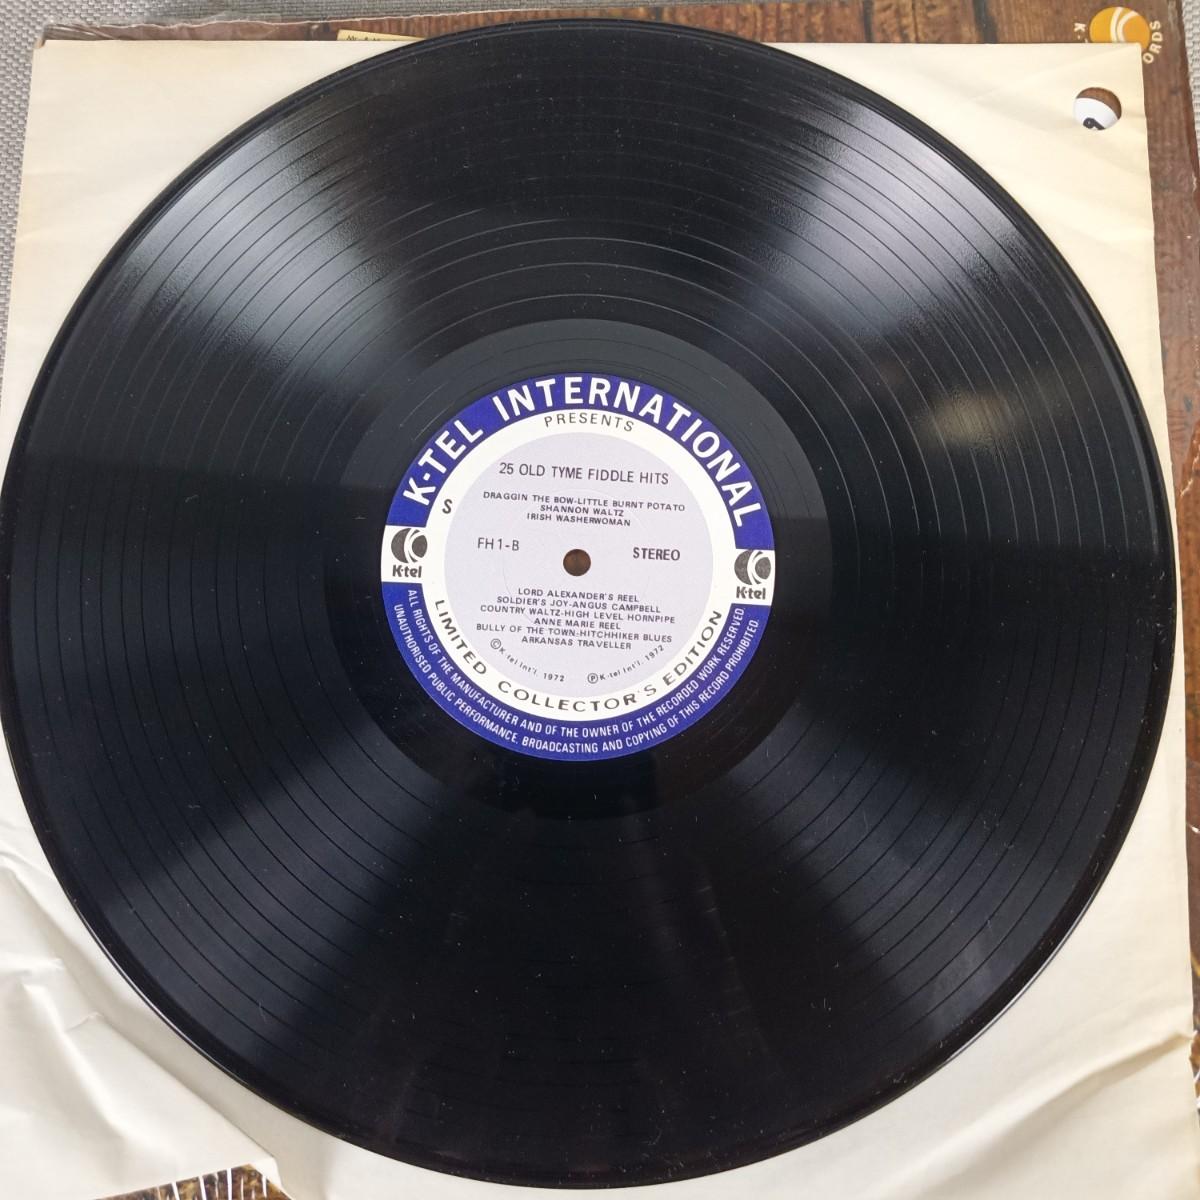 K-TEL INTERNATIONAL
PRESENTS
25 OLD TYME FIDDLE HITS
DRAGGIN THE BOW-LITTLE BURNT POTATO
SHANNON WALTZ
IRISH WASHERWOMAN
S
FH1-B
STEREO
K-tel
K-tel
LORD ALEXANDER'S REEL
SOLDIER'S JOY-ANGUS CAMPBELL
COUNTRY WALTZ-HIGH LEVEL HORNPIPE
ANNE MARIE REEL
BULLY OF THE TOWN-HITCHHIKER BLUES
ARKANSAS TRAVELLER
© K-tel Int'l. 1972
℗ K-tel Int'l. 1972
LIMITED COLLECTOR'S EDITION
ALL RIGHTS OF THE MANUFACTURER AND OF THE OWNER OF THE RECORDED WORK RESERVED.
UNAUTHORISED PUBLIC PERFORMANCE, BROADCASTING AND COPYING OF THIS RECORD PROHIBITED.